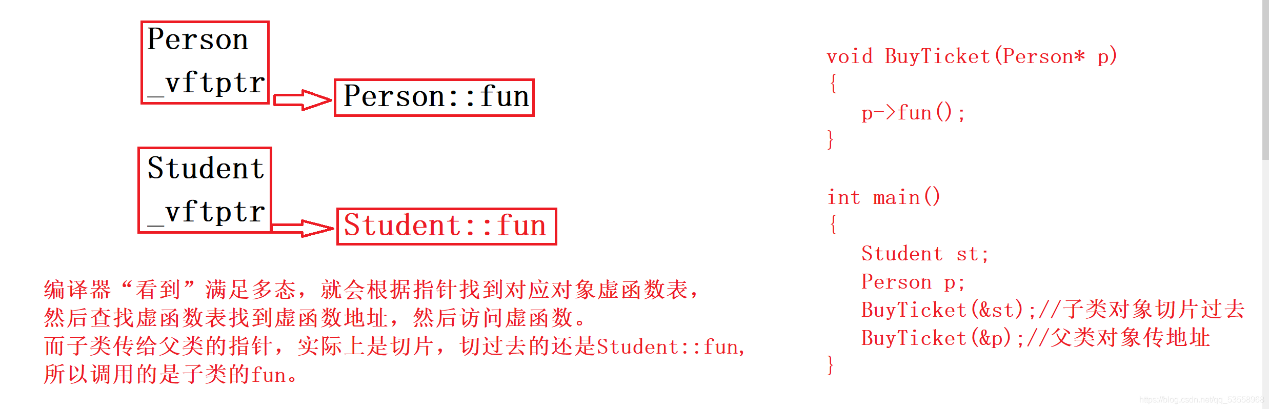 Person
_vftptr
Person::fun
Student
_vftptr
Student::fun
编译器“看到”满足多态，就会根据指针找到对应对象虚函数表，
然后查找虚函数表找到虚函数地址，然后访问虚函数。
而子类传给父类的指针，实际上是切片，切过去的还是Student::fun,
所以调用的是子类的fun。
void BuyTicket(Person* p)
{
p->fun();
}
int main()
{
Student st;
Person p;
BuyTicket(&st);//子类对象切片过去
BuyTicket(&p);//父类对象传地址
}